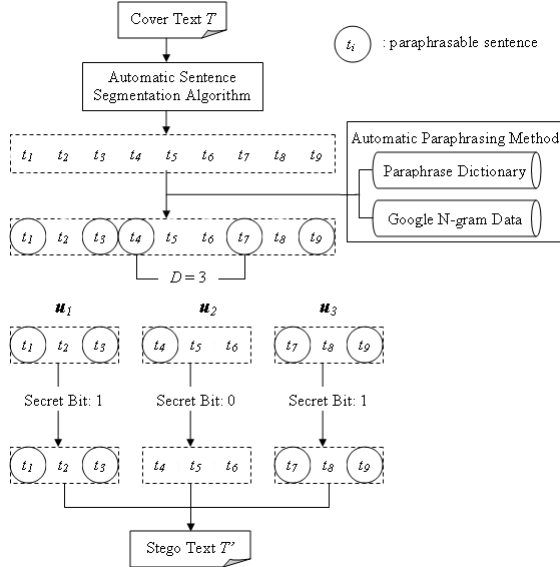 Cover Text T
t_i : paraphrasable sentence
Automatic Sentence
Segmentation Algorithm
Automatic Paraphrasing Method
t1 t2 t3 t4 t5 t6 t7 t8 t9
Paraphrase Dictionary
Google N-gram Data
t1 t2 t3 t4 t5 t6 t7 t8 t9
D = 3
u1 u2 u3
t1 t2 t3 t4 t5 t6 t7 t8 t9
Secret Bit: 1 Secret Bit: 0 Secret Bit: 1
t1 t2 t3 t4 t5 t6 t7 t8 t9
Stego Text T'